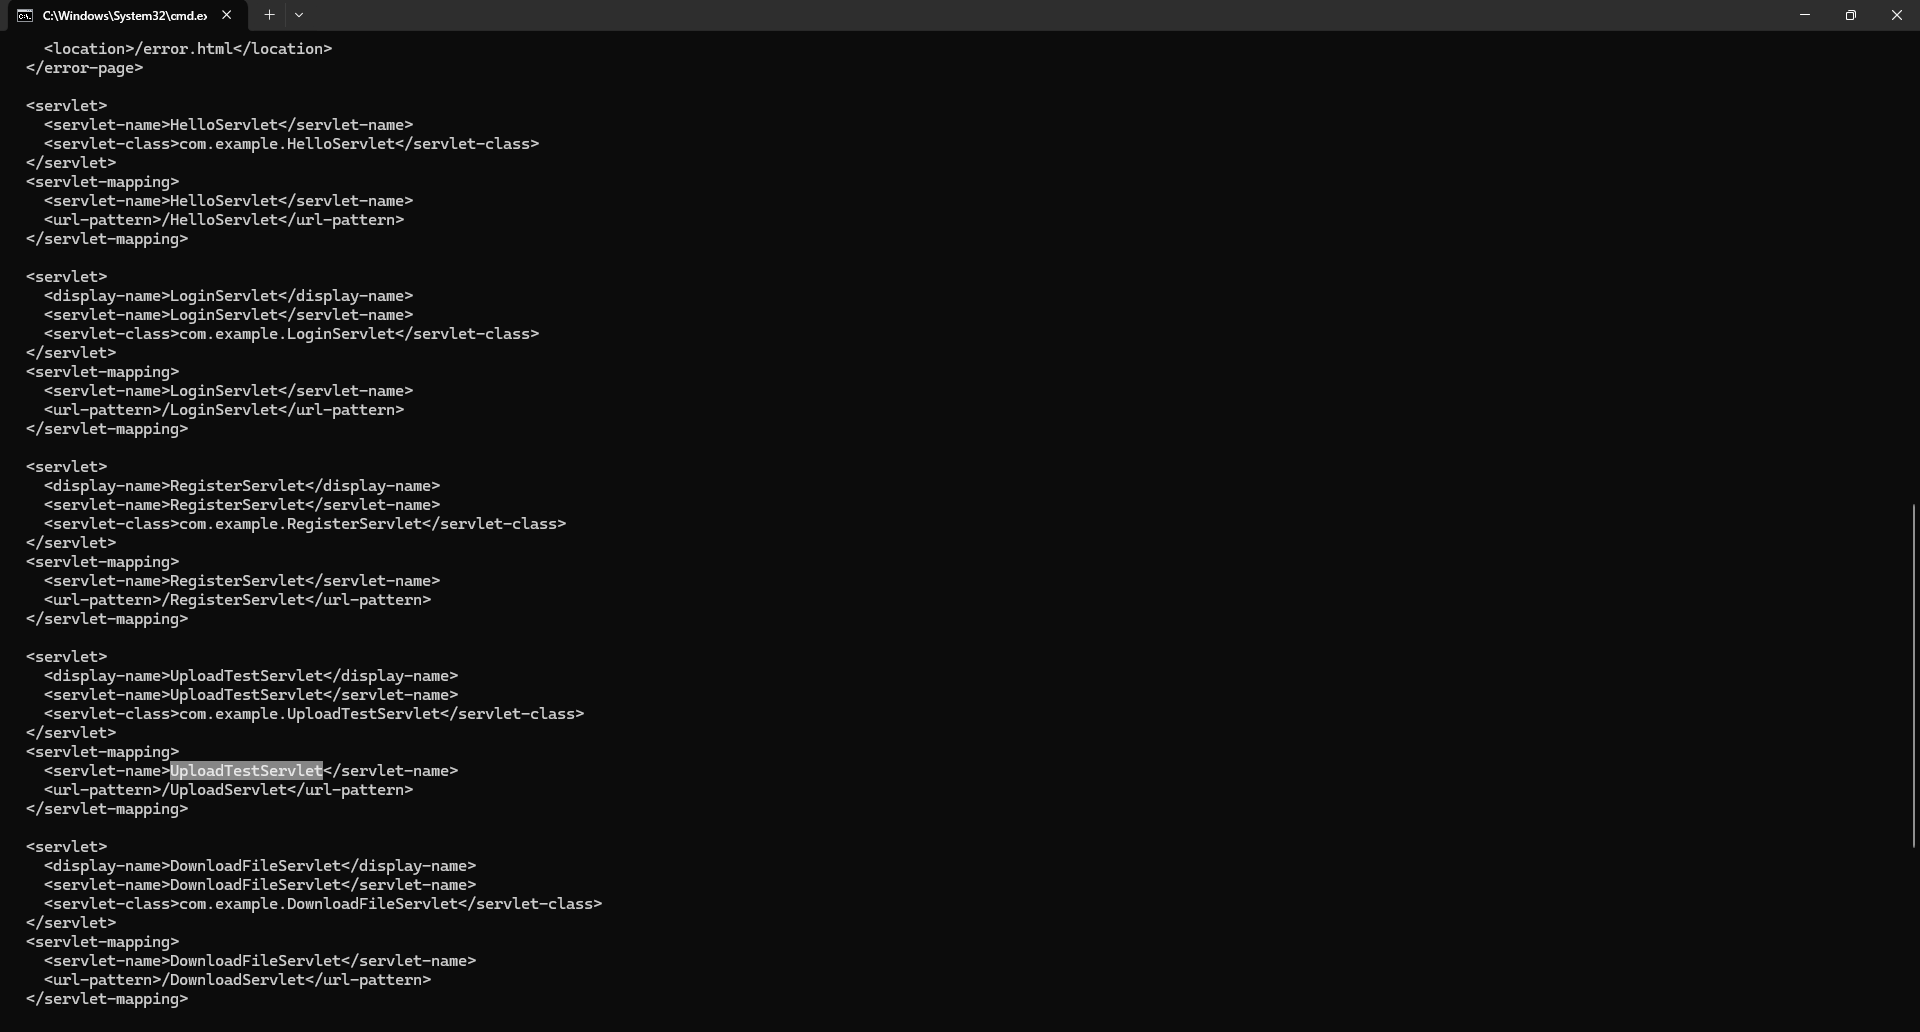 C:\Windows\System32\cmd.ex
<location>/error.html</location>
</error-page>
<servlet>
<servlet-name>HelloServlet</servlet-name>
<servlet-class>com.example.HelloServlet</servlet-class>
</servlet>
<servlet-mapping>
<servlet-name>HelloServlet</servlet-name>
<url-pattern>/HelloServlet</url-pattern>
</servlet-mapping>
<servlet>
<display-name>LoginServlet</display-name>
<servlet-name>LoginServlet</servlet-name>
<servlet-class>com.example.LoginServlet</servlet-class>
</servlet>
<servlet-mapping>
<servlet-name>LoginServlet</servlet-name>
<url-pattern>/LoginServlet</url-pattern>
</servlet-mapping>
<servlet>
<display-name>RegisterServlet</display-name>
<servlet-name>RegisterServlet</servlet-name>
<servlet-class>com.example.RegisterServlet</servlet-class>
</servlet>
<servlet-mapping>
<servlet-name>RegisterServlet</servlet-name>
<url-pattern>/RegisterServlet</url-pattern>
</servlet-mapping>
<servlet>
<display-name>UploadTestServlet</display-name>
<servlet-name>UploadTestServlet</servlet-name>
<servlet-class>com.example.UploadTestServlet</servlet-class>
</servlet>
<servlet-mapping>
<servlet-name>UploadTestServlet</servlet-name>
<url-pattern>/UploadServlet</url-pattern>
</servlet-mapping>
<servlet>
<display-name>DownloadFileServlet</display-name>
<servlet-name>DownloadFileServlet</servlet-name>
<servlet-class>com.example.DownloadFileServlet</servlet-class>
</servlet>
<servlet-mapping>
<servlet-name>DownloadFileServlet</servlet-name>
<url-pattern>/DownloadServlet</url-pattern>
</servlet-mapping>